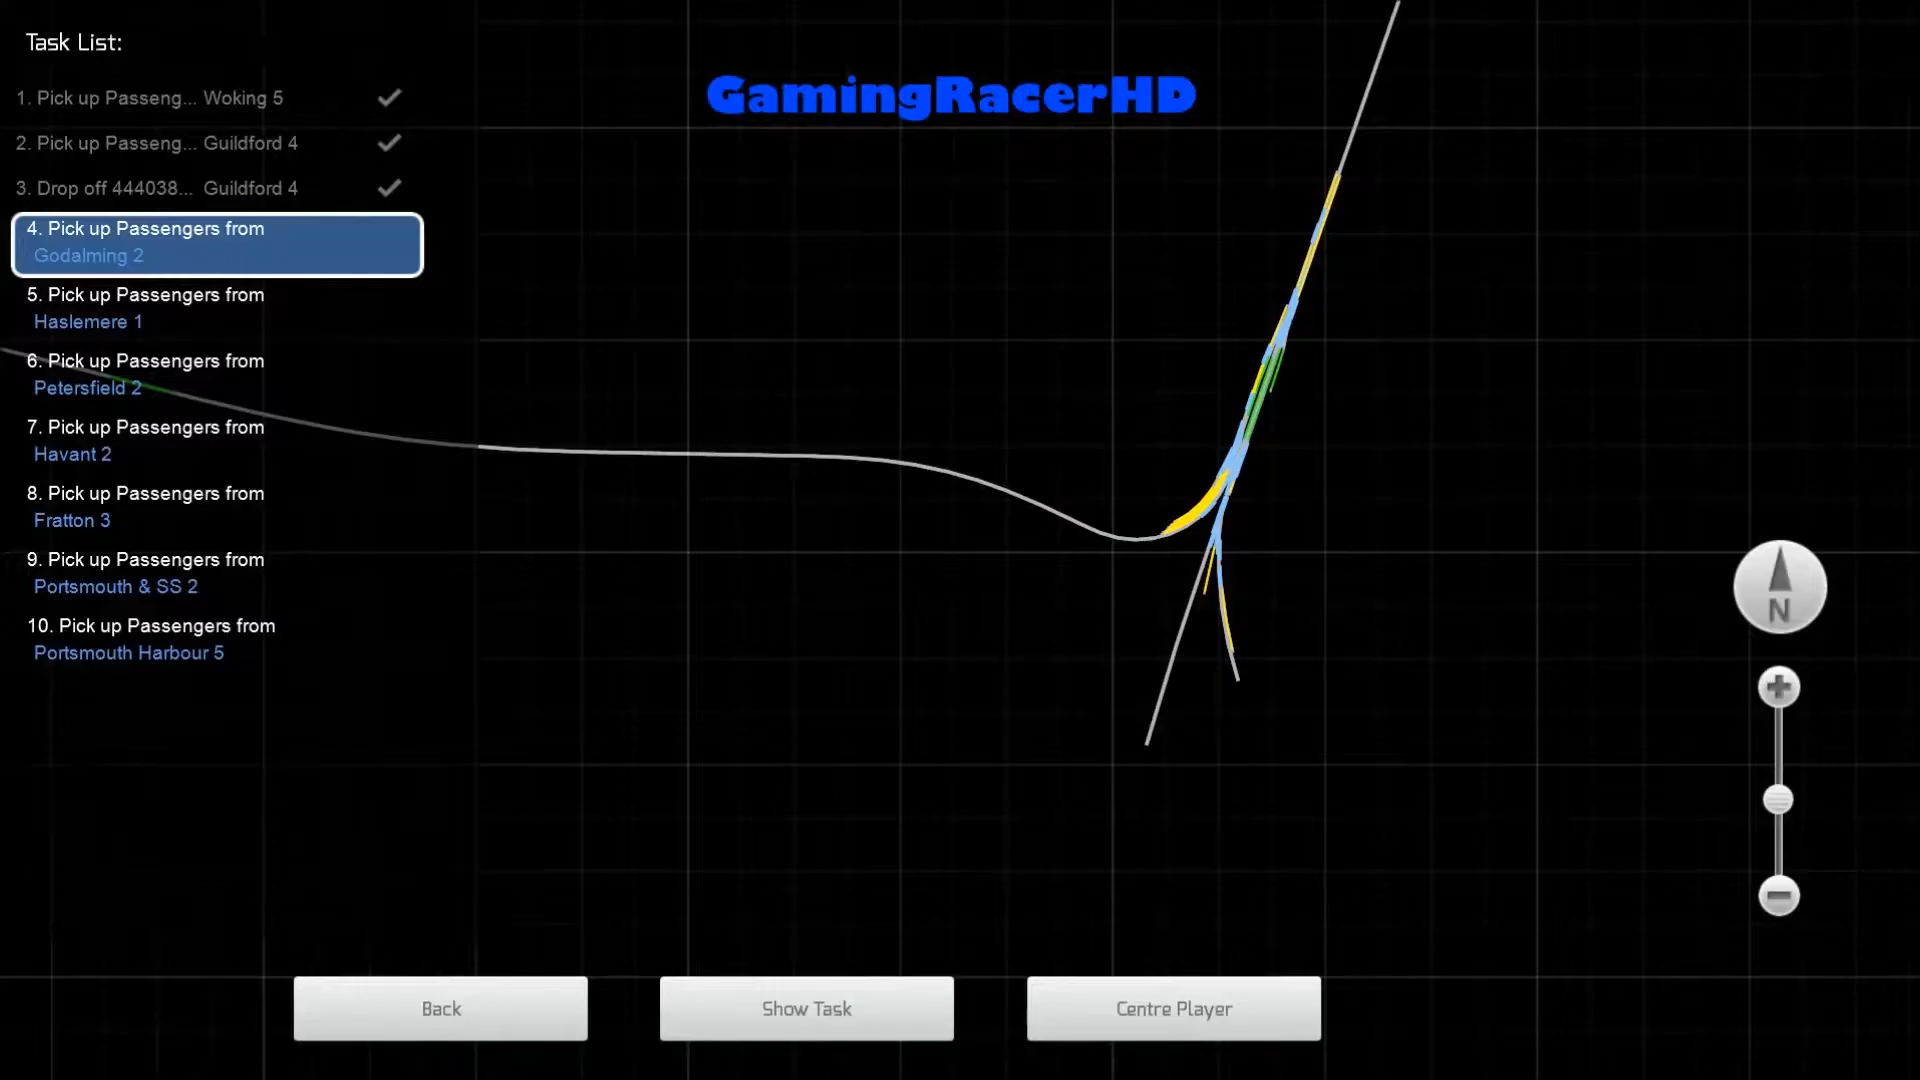 Task List:
GamingRacerHD
1. Pick up Passeng... Woking 5
2. Pick up Passeng... Guildford 4
3. Drop off 444038... Guildford 4
4. Pick up Passengers from
Godalming 2
5. Pick up Passengers from
Haslemere 1
6. Pick up Passengers from
Petersfield 2
7. Pick up Passengers from
Havant 2
8. Pick up Passengers from
Fratton 3
9. Pick up Passengers from
Portsmouth & SS 2
10. Pick up Passengers from
Portsmouth Harbour 5
N
Back
Show Task
Centre Player